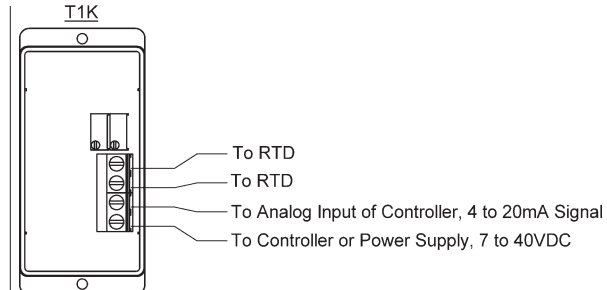 T1K
To RTD
To RTD
To Analog Input of Controller, 4 to 20mA Signal
To Controller or Power Supply, 7 to 40VDC